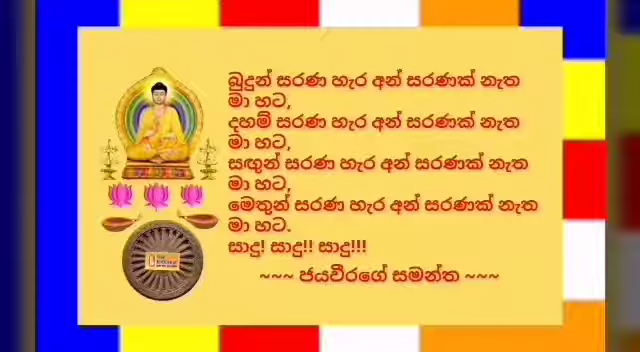 බුදුන් සරණ හැර අන් සරණක් නැත
මා හට,
දහම් සරණ හැර අන් සරණක් නැත
මා හට,
සඟුන් සරණ හැර අන් සරණක් නැත
මා හට,
මෙතුන් සරණ හැර අන් සරණක් නැත
මා හට.
සාදු! සාදු!! සාදු!!!
~~~ ජයවීරගේ සමන්ත ~~~